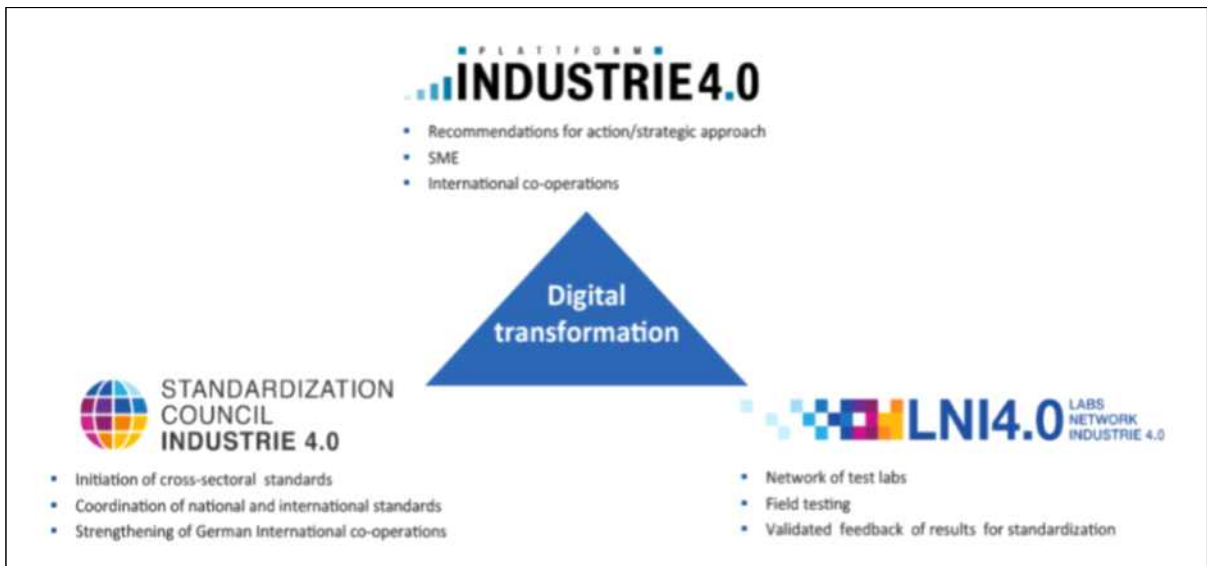 PLATTFORM
INDUSTRIE4.0
Recommendations for action/strategic approach
SME
International co-operations
Digital
transformation
STANDARDIZATION
COUNCIL
INDUSTRIE 4.0
Initiation of cross-sectoral standards
Coordination of national and international standards
Strengthening of German International co-operations
LNI4.0
LABS
NETWORK
INDUSTRIE 4.0
Network of test labs
Field testing
Validated feedback of results for standardization